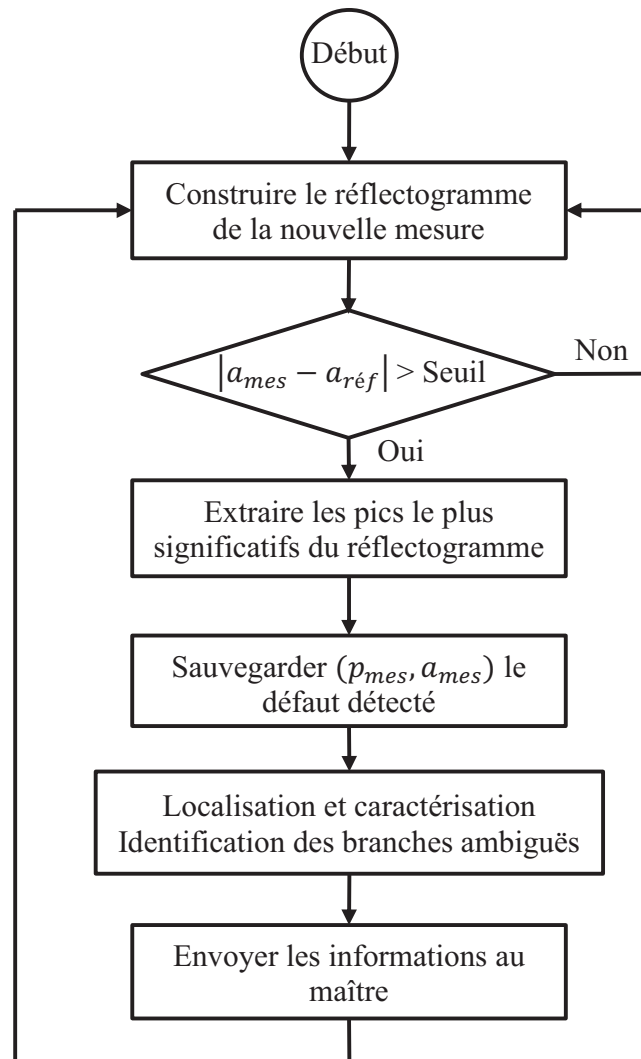 Début
Construire le réflectogramme
de la nouvelle mesure
|a_mes − a_réf| > Seuil
Non
Oui
Extraire les pics le plus
significatifs du réflectogramme
Sauvegarder (p_mes, a_mes) le
défaut détecté
Localisation et caractérisation
Identification des branches ambiguës
Envoyer les informations au
maître